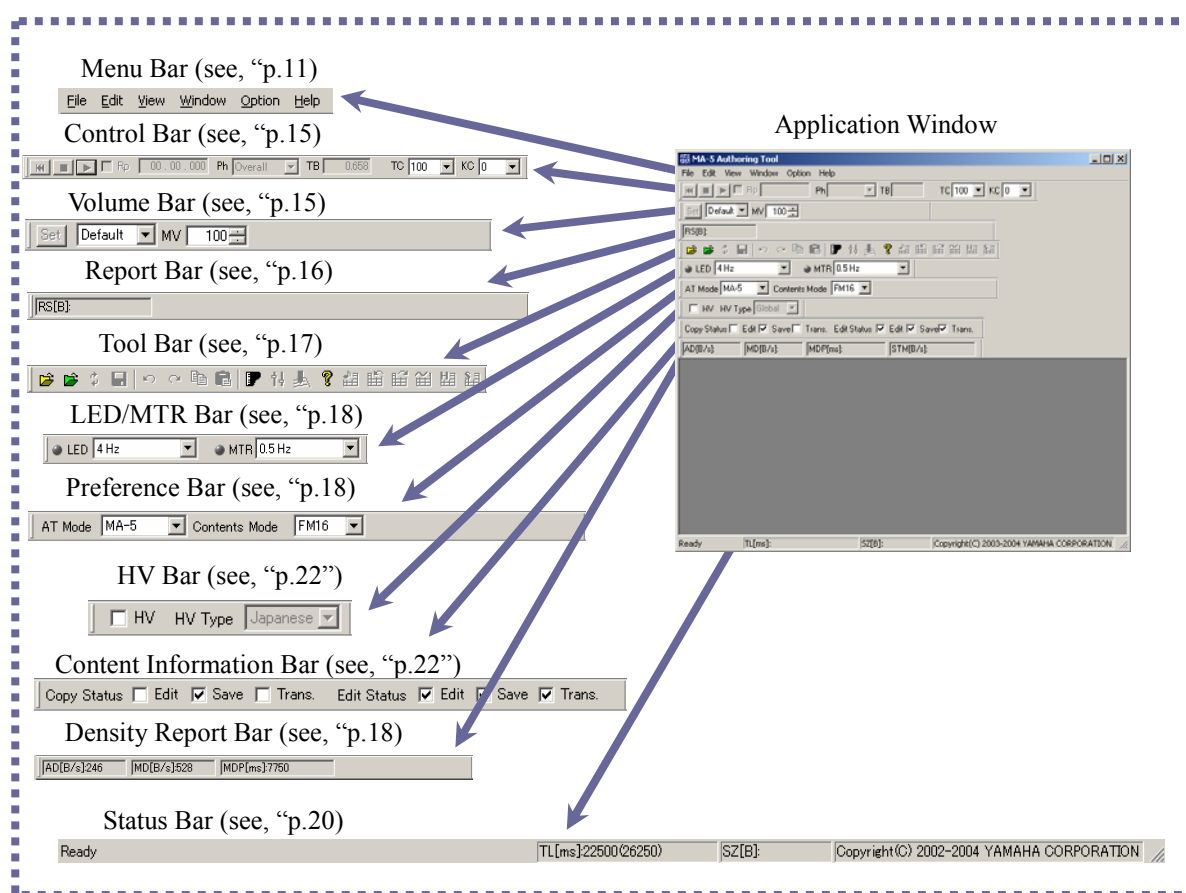 Menu Bar (see, “p.11)
File Edit View Window Option Help
Control Bar (see, “p.15)
Rp 00 . 00 . 000 Ph Overall TB 0.658 TC 100 KC 0
Volume Bar (see, “p.15)
Set Default MV 100
Report Bar (see, “p.16)
RS[B]:
Tool Bar (see, “p.17)
LED/MTR Bar (see, “p.18)
LED 4 Hz MTR 0.5 Hz
Preference Bar (see, “p.18)
AT Mode MA-5 Contents Mode FM16
HV Bar (see, “p.22”)
HV HV Type Japanese
Content Information Bar (see, “p.22”)
Copy Status Edit Save Trans. Edit Status Edit Save Trans.
Density Report Bar (see, “p.18)
AD[B/s]:246 MD[B/s]:528 MDP[ms]:7750
Status Bar (see, “p.20)
Ready TL[ms]:22500(26250) SZ[B]: Copyright(C) 2002-2004 YAMAHA CORPORATION
Application Window
MA-5 Authoring Tool
File Edit View Window Option Help
Rp Ph TB TC 100 KC 0
Set Default MV 100
RS[B]:
LED 4 Hz MTR 0.5 Hz
AT Mode MA-5 Contents Mode FM16
HV HV Type Global
Copy Status Edit Save Trans. Edit Status Edit Save Trans.
AD[B/s]: MD[B/s]: MDP[ms]: STM[B/s]:
Ready TL[ms]: SZ[B]: Copyright(C) 2003-2004 YAMAHA CORPORATION